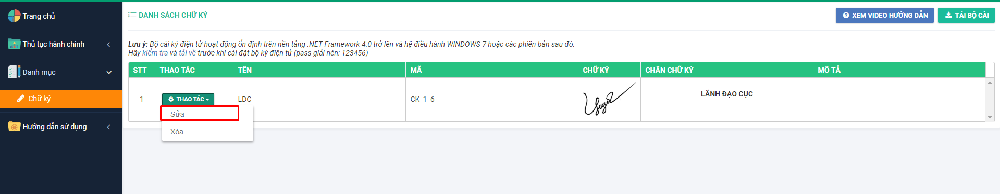 Trang chủ
Thủ tục hành chính
Danh mục
Chữ ký
Hướng dẫn sử dụng
DANH SÁCH CHỮ KÝ
XEM VIDEO HƯỚNG DẪN
TẢI BỘ CÀI
Lưu ý: Bộ cài ký điện tử hoạt động ổn định trên nền tảng .NET Framework 4.0 trở lên và hệ điều hành WINDOWS 7 hoặc các phiên bản sau đó.
Hãy kiểm tra và tải về trước khi cài đặt bộ ký điện tử (pass giải nén: 123456)
STT THAO TÁC TÊN MÃ CHỮ KÝ CHÂN CHỮ KÝ MÔ TẢ
1 THAO TÁC LĐC CK_1_6 LÃNH ĐẠO CỤC
Sửa
Xóa